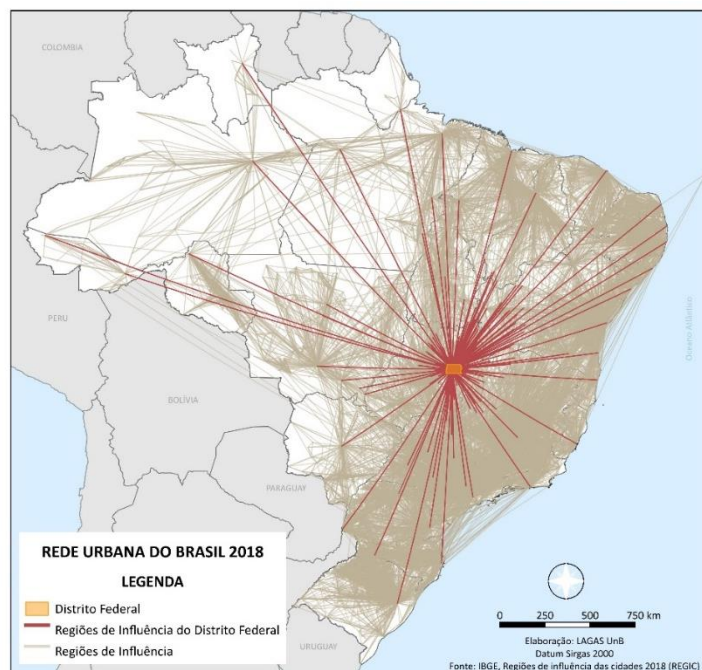 COLOMBIA
PERU
BOLÍVIA
PARAGUAY
URUGUAY
Oceano Atlântico
REDE URBANA DO BRASIL 2018
LEGENDA
Distrito Federal
Regiões de Influência do Distrito Federal
Regiões de Influência
0 250 500 750 km
Elaboração: LAGAS UnB
Datum Sirgas 2000
Fonte: IBGE, Regiões de influência das cidades 2018 (REGIC)